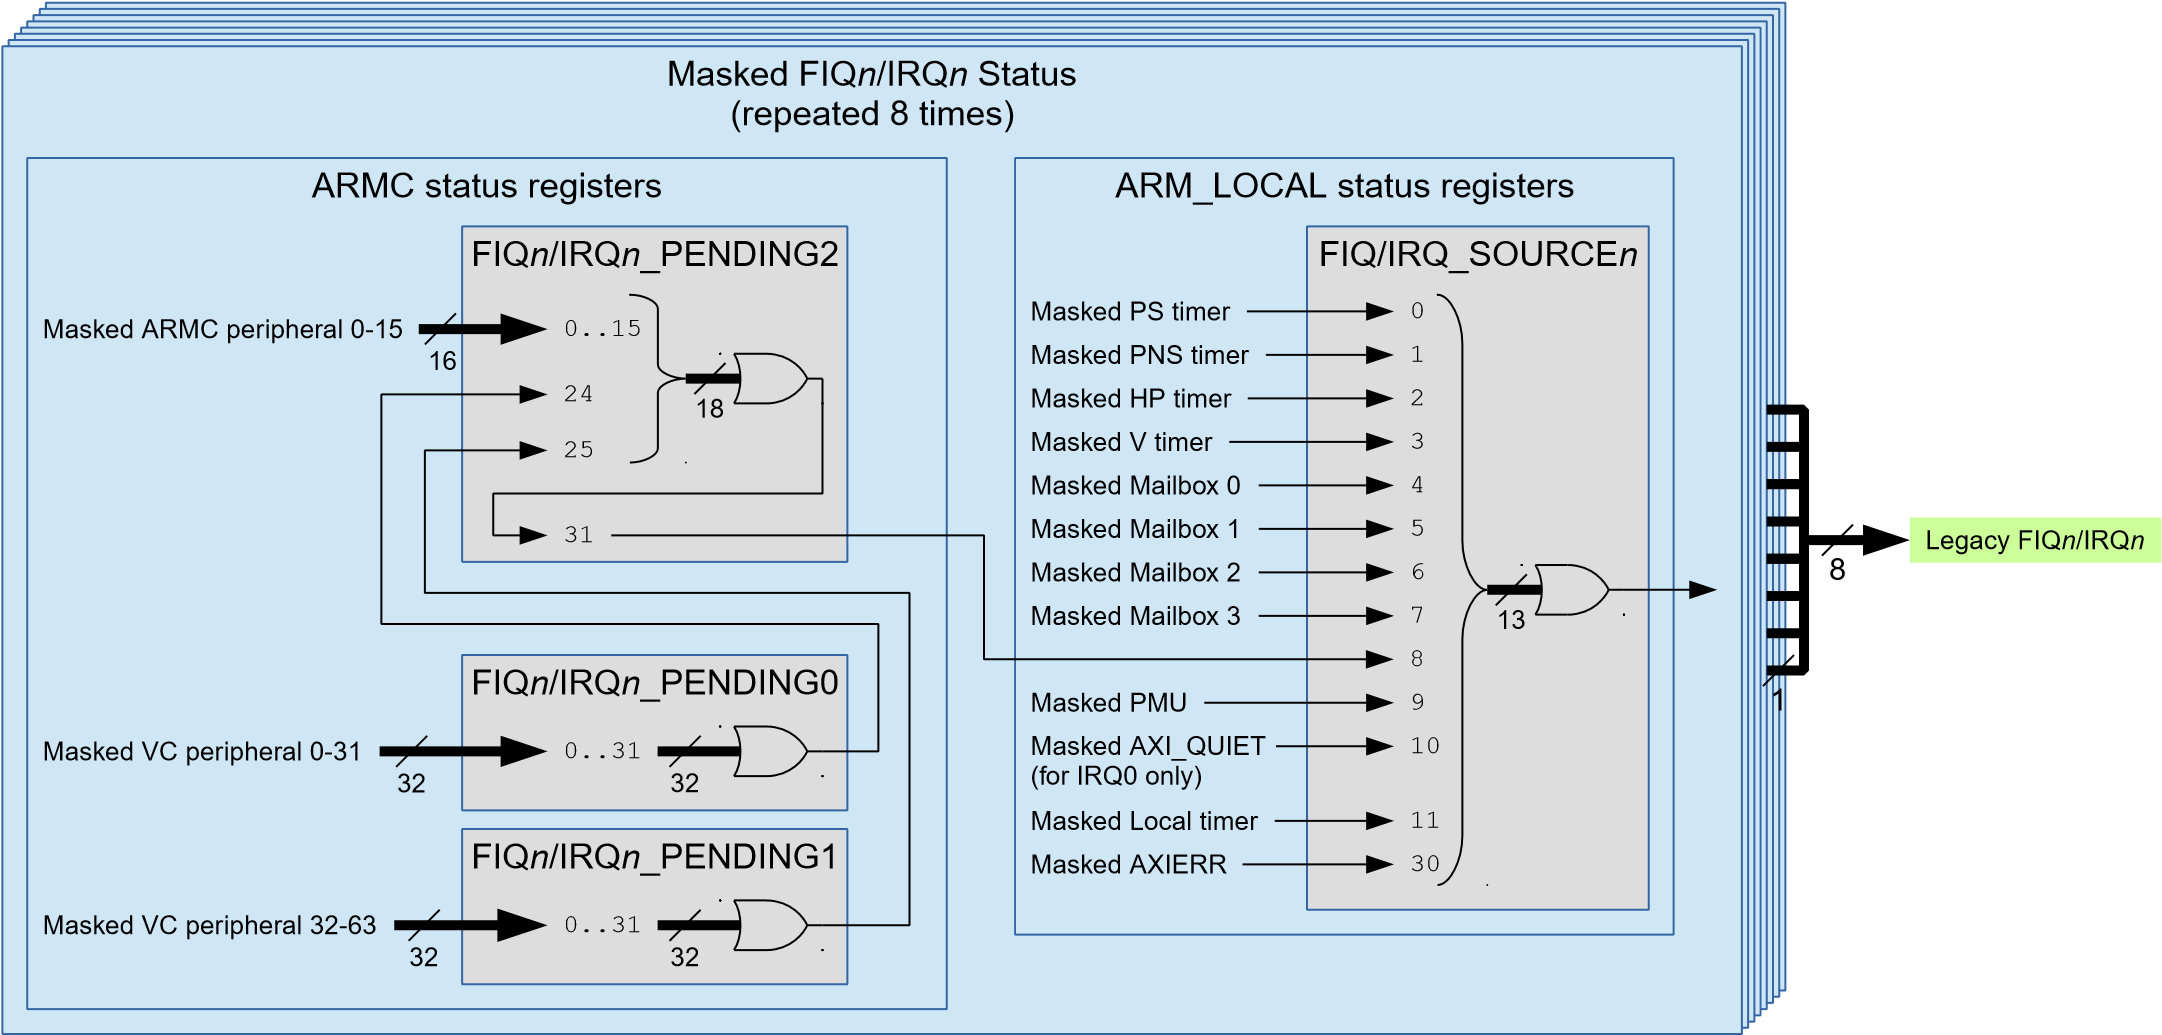 Masked FIQn/IRQn Status
(repeated 8 times)
ARMC status registers
FIQn/IRQn_PENDING2
Masked ARMC peripheral 0-15
16
0..15
24
25
18
31
FIQn/IRQn_PENDING0
Masked VC peripheral 0-31
32
0..31
32
FIQn/IRQn_PENDING1
Masked VC peripheral 32-63
32
0..31
32
ARM_LOCAL status registers
FIQ/IRQ_SOURCEn
Masked PS timer 0
Masked PNS timer 1
Masked HP timer 2
Masked V timer 3
Masked Mailbox 0 4
Masked Mailbox 1 5
Masked Mailbox 2 6
Masked Mailbox 3 7
8
Masked PMU 9
Masked AXI_QUIET 10
(for IRQ0 only)
Masked Local timer 11
Masked AXIERR 30
13
1
8
Legacy FIQn/IRQn